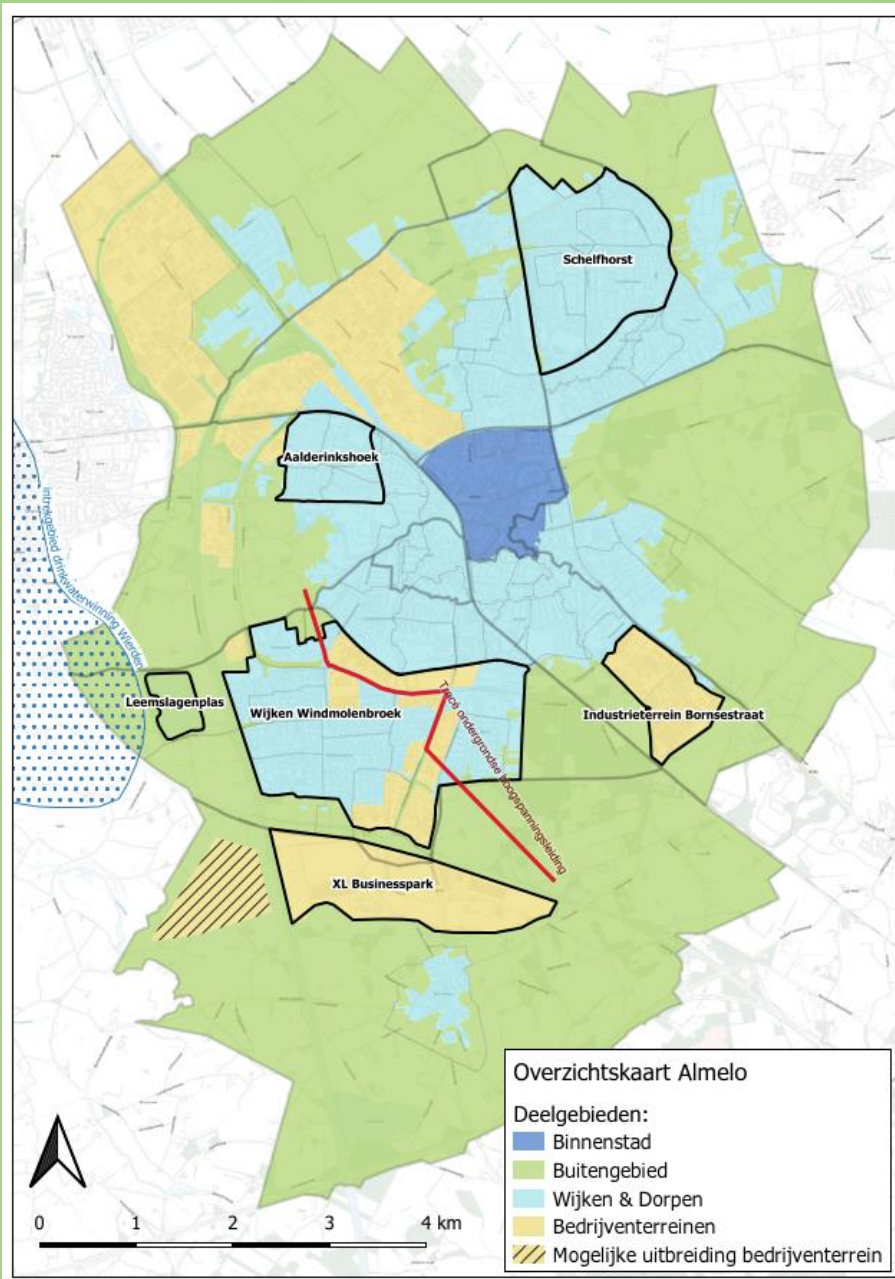 Schelfhorst
Aalderinkshoek
intrekgebied drinkwaterwinning Wierden
Leemslagenplas
Wijken Windmolenbroek
Tracé ondergrondse hoogspanningsleiding
Industrieterrein Bornsestraat
XL Businesspark
Overzichtskaart Almelo
Deelgebieden:
Binnenstad
Buitengebied
Wijken & Dorpen
Bedrijventerreinen
Mogelijke uitbreiding bedrijventerrein
0 1 2 3 4 km